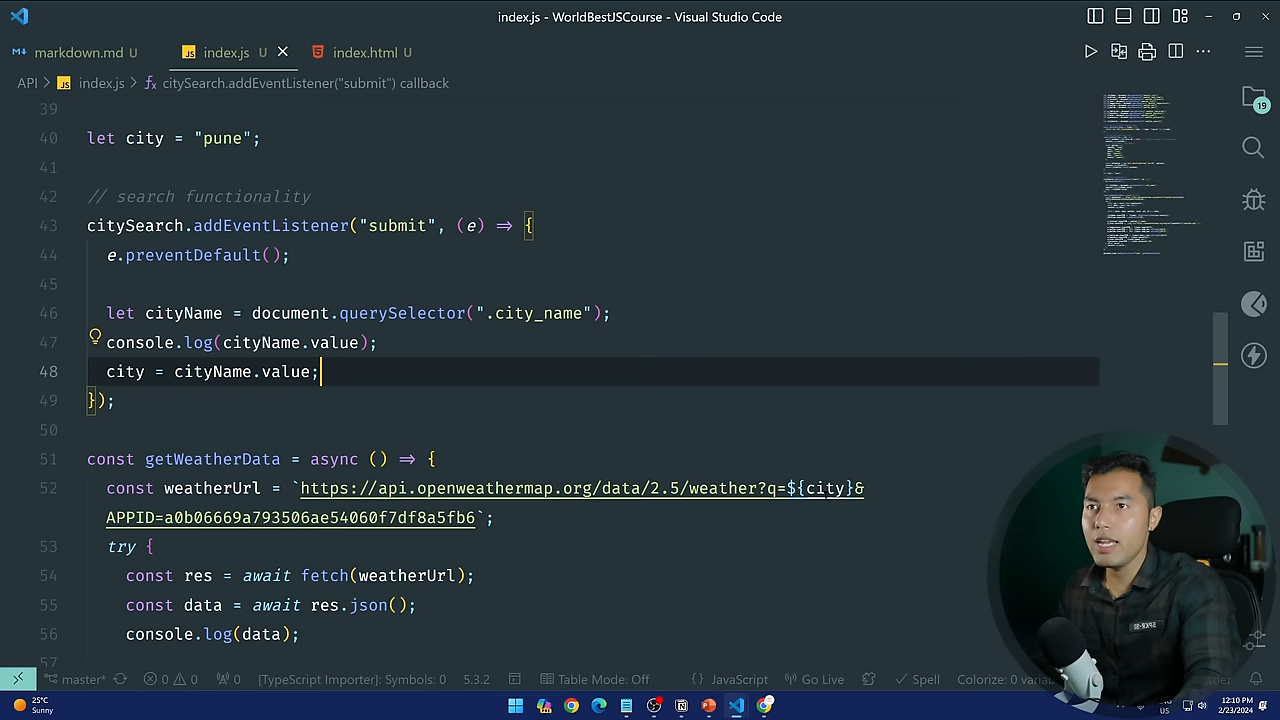 index.js - WorldBestJSCourse - Visual Studio Code
markdown.md U
JS index.js U
index.html U
API > JS index.js > citySearch.addEventListener("submit") callback
39
40 let city = "pune";
41
42 // search functionality
43 citySearch.addEventListener("submit", (e) => {
44 e.preventDefault();
45
46 let cityName = document.querySelector(".city_name");
47 console.log(cityName.value);
48 city = cityName.value;
49 });
50
51 const getWeatherData = async () => {
52 const weatherUrl = `https://api.openweathermap.org/data/2.5/weather?q=${city}&
APPID=a0b06669a793506ae54060f7df8a5fb6`;
53 try {
54 const res = await fetch(weatherUrl);
55 const data = await res.json();
56 console.log(data);
57
19
master* 0 0 0 [TypeScript Importer]: Symbols: 0 5.3.2 Table Mode: Off {} JavaScript Go Live Spell Colorize: 0
25°C
Sunny
US
12:10 PM
2/23/2024